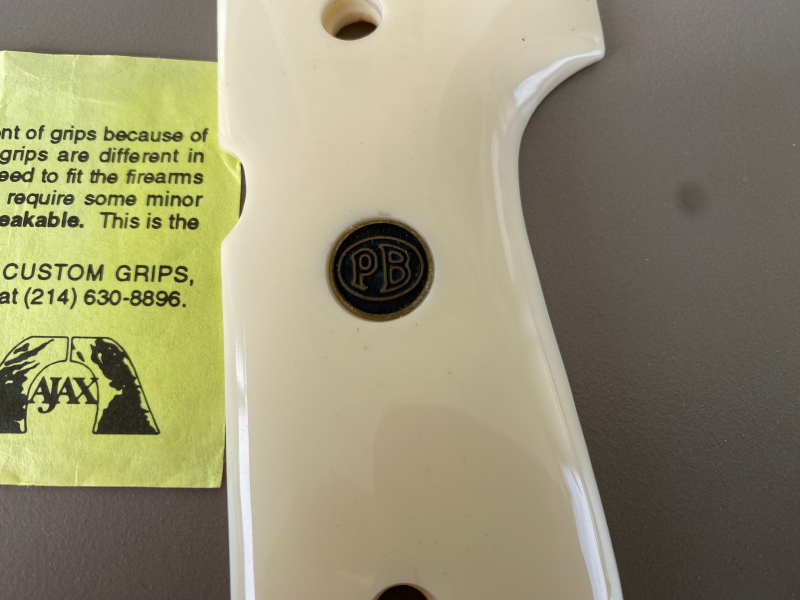 nt of grips because of
grips are different in
eed to fit the firearms
require some minor
eakable. This is the
CUSTOM GRIPS,
at (214) 630-8896.
AJAX
PB